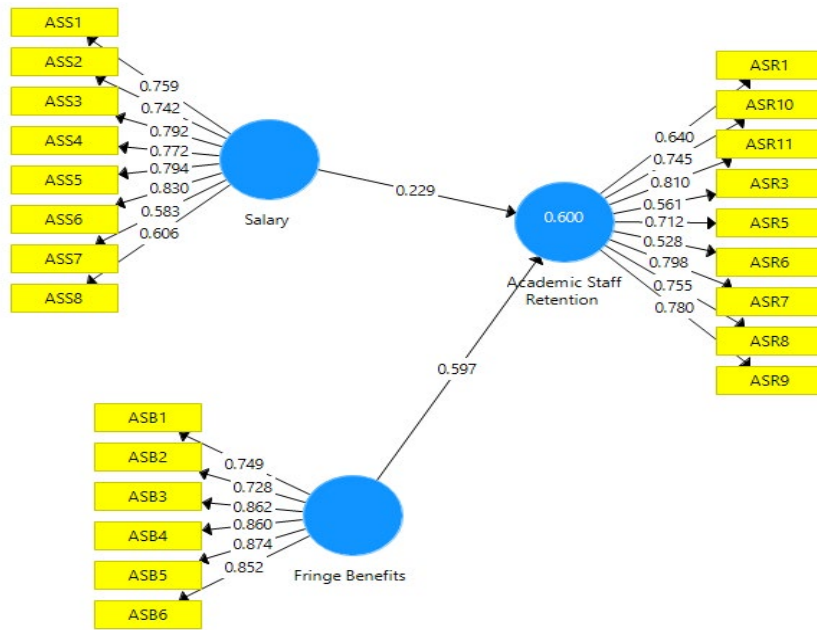 ASS1
ASS2
ASS3
ASS4
ASS5
ASS6
ASS7
ASS8
0.759
0.742
0.792
0.772
0.794
0.830
0.583
0.606
Salary
0.229
0.600
Academic Staff
Retention
0.640
0.745
0.810
0.561
0.712
0.528
0.798
0.755
0.780
ASR1
ASR10
ASR11
ASR3
ASR5
ASR6
ASR7
ASR8
ASR9
0.597
ASB1
ASB2
ASB3
ASB4
ASB5
ASB6
0.749
0.728
0.862
0.860
0.874
0.852
Fringe Benefits